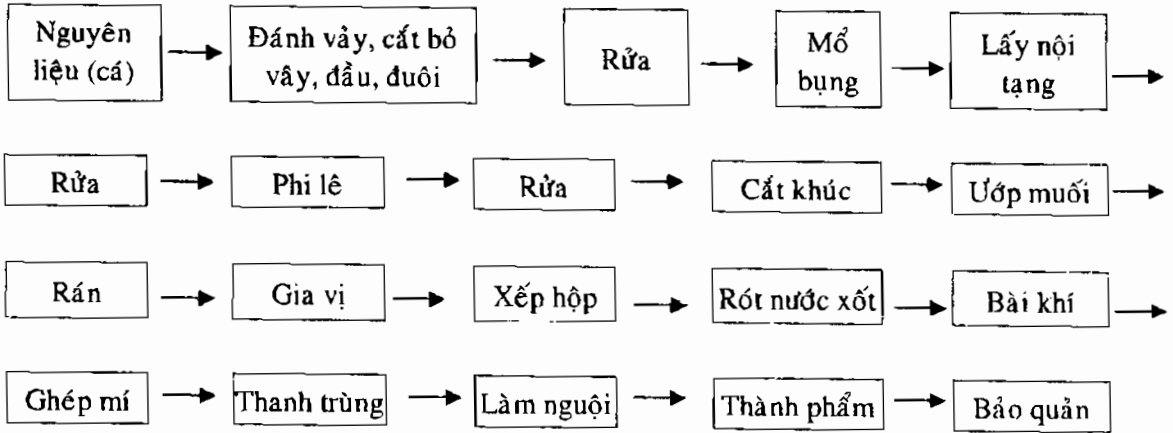 Nguyên
liệu (cá)
Đánh vảy, cắt bỏ
vây, đầu, đuôi
Rửa
Mổ
bụng
Lấy nội
tạng
Rửa
Phi lê
Rửa
Cắt khúc
Ướp muối
Rán
Gia vị
Xếp hộp
Rót nước xốt
Bài khí
Ghép mí
Thanh trùng
Làm nguội
Thành phẩm
Bảo quản